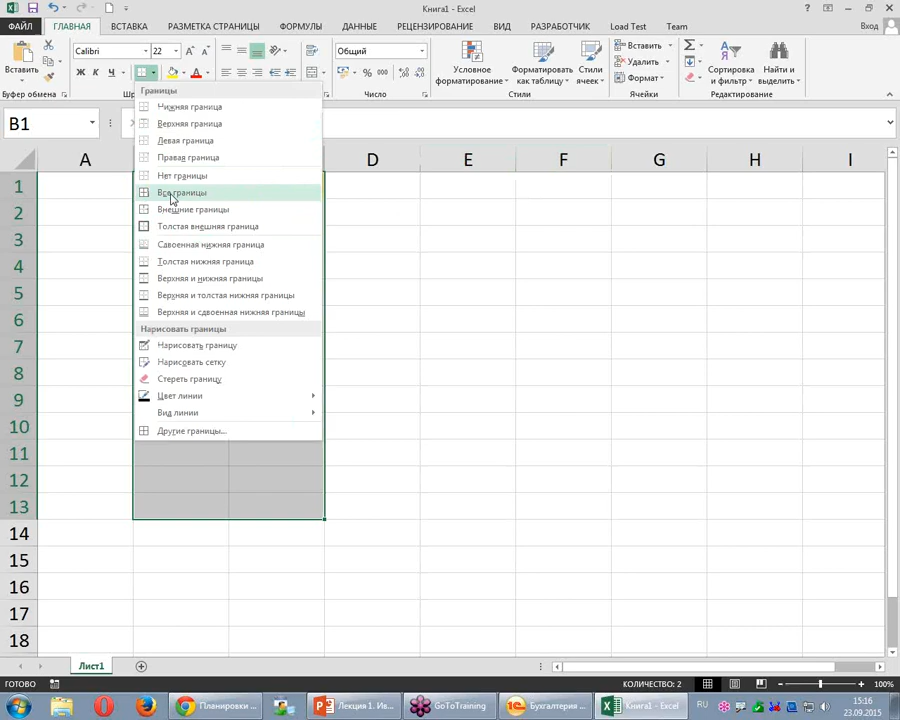 Книга1 - Excel
ФАЙЛ ГЛАВНАЯ ВСТАВКА РАЗМЕТКА СТРАНИЦЫ ФОРМУЛЫ ДАННЫЕ РЕЦЕНЗИРОВАНИЕ ВИД РАЗРАБОТЧИК Load Test Team Вход
Вставить
Calibri 22
Ж К Ч
Общий
Условное форматирование
Форматировать как таблицу
Стили ячеек
Вставить
Удалить
Формат
Сортировка и фильтр
Найти и выделить
Буфер обмена Число Стили Ячейки Редактирование
B1
Границы
Нижняя граница
Верхняя граница
Левая граница
Правая граница
Нет границы
Все границы
Внешние границы
Толстая внешняя граница
Сдвоенная нижняя граница
Толстая нижняя граница
Верхняя и нижняя границы
Верхняя и толстая нижняя границы
Верхняя и сдвоенная нижняя границы
Нарисовать границы
Нарисовать границу
Нарисовать сетку
Стереть границу
Цвет линии
Вид линии
Другие границы...
A D E F G H I
1
2
3
4
5
6
7
8
9
10
11
12
13
14
15
16
17
18
Лист1
ГОТОВО КОЛИЧЕСТВО: 2 100%
Планировки ... Лекция 1. Ив... GoToTraining Бухгалтерия ... Книга1 - Excel RU 15:16
23.09.2015